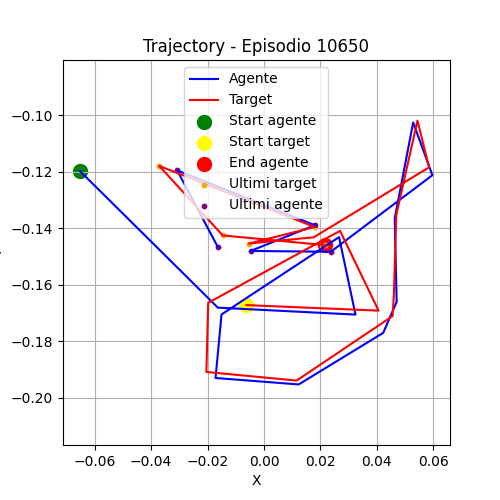 Trajectory - Episodio 10650
Agente
Target
Start agente
Start target
End agente
Ultimi target
Ultimi agente
−0.10
−0.12
−0.14
−0.16
−0.18
−0.20
−0.06
−0.04
−0.02
0.00
0.02
0.04
0.06
X